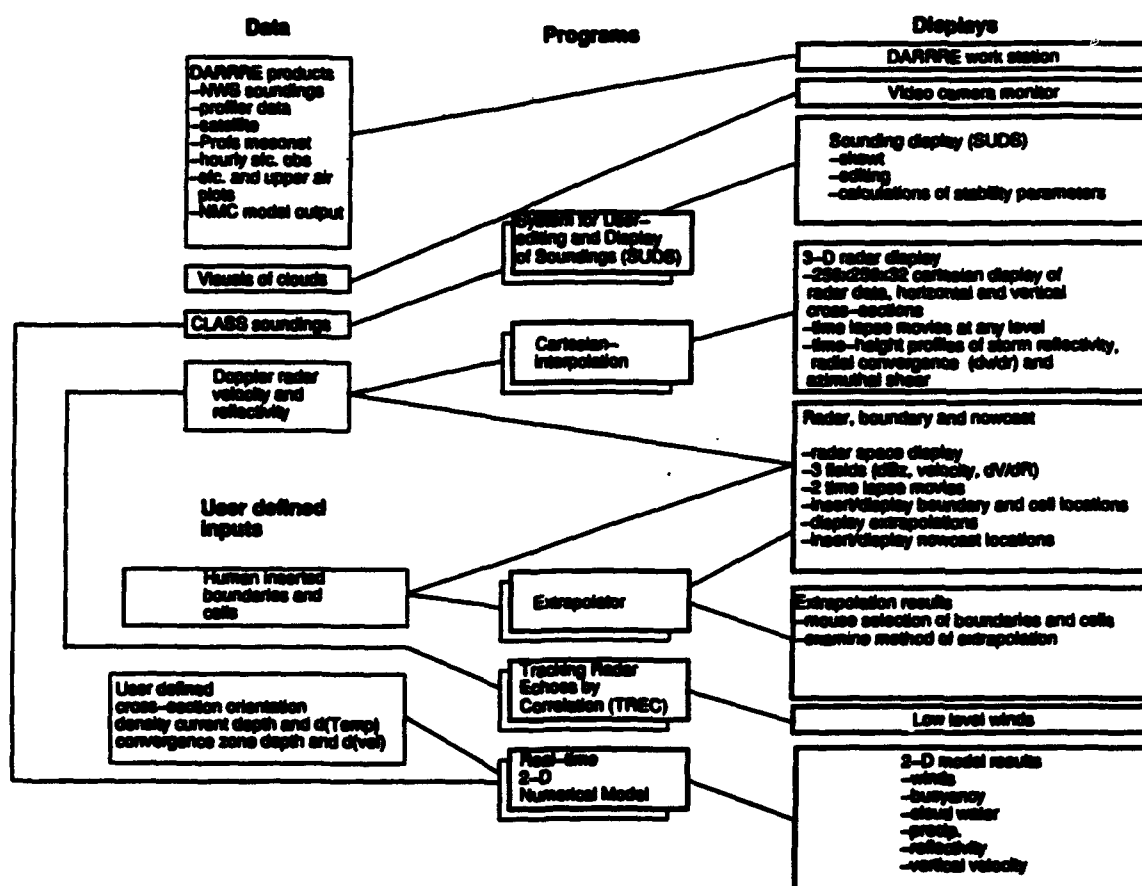 Data
Programs
Displays
DARRRE products
-NWS soundings
-profiler data
-satellite
-Profs mesonet
-hourly sfc. obs
-sfc. and upper air
plots
-NMC model output
Visuals of clouds
CLASS soundings
Doppler radar
velocity and
reflectivity
User defined
inputs
Human inserted
boundaries and
cells
User defined
cross-section orientation
density current depth and d(Temp)
convergence zone depth and d(vel)
System for User-
editing and Display
of Soundings (SUDS)
Cartesian-
interpolation
Extrapolator
Tracking Radar
Echoes by
Correlation (TREC)
Real-time
2-D
Numerical Model
DARRRE work station
Video camera monitor
Sounding display (SUDS)
-skewt
-editing
-calculations of stability parameters
3-D radar display
-256x256x32 cartesian display of
radar data, horizontal and vertical
cross-sections
-time lapse movies at any level
-time-height profiles of storm reflectivity,
radial convergence (dv/dr) and
azimuthal shear
Radar, boundary and nowcast
-radar space display
-3 fields (dBz, velocity, dV/dR)
-2 time lapse movies
-insert/display boundary and cell locations
-display extrapolations
-insert/display nowcast locations
Extrapolation results
-mouse selection of boundaries and cells
-examine method of extrapolation
Low level winds
2-D model results
-winds
-buoyancy
-cloud water
-precip.
-reflectivity
-vertical velocity